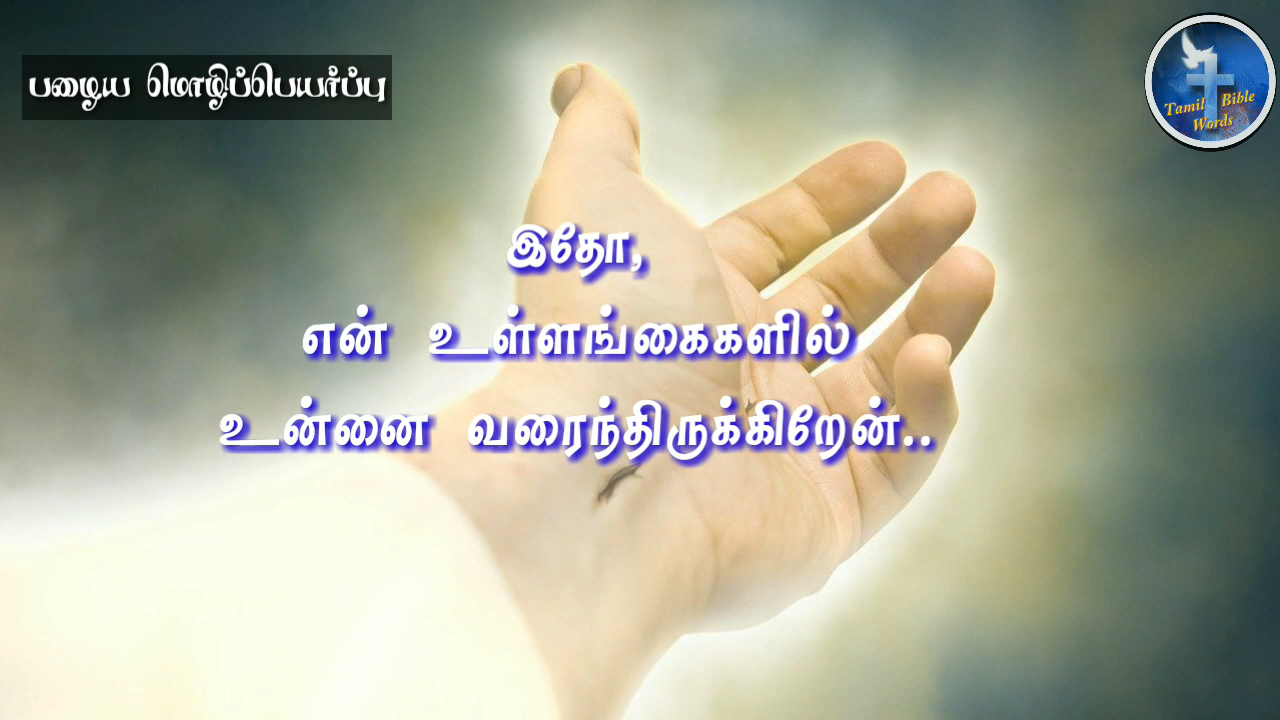 பழைய மொழிப்பெயர்ப்பு
Tamil Bible
Words
இதோ,
என் உள்ளங்கைகளில்
உன்னை வரைந்திருக்கிறேன்..